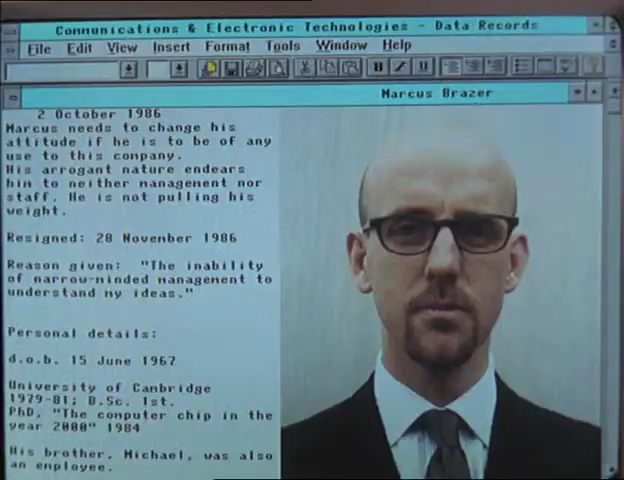 Communications & Electronic Technologies - Data Records
File Edit View Insert Format Tools Window Help
B I U
Marcus Brazer
2 October 1986
Marcus needs to change his
attitude if he is to be of any
use to this company.
His arrogant nature endears
him to neither management nor
staff. He is not pulling his
weight.
Resigned: 28 November 1986
Reason given: "The inability
of narrow-minded management to
understand my ideas."
Personal details:
d.o.b. 15 June 1967
University of Cambridge
1979-81; B.Sc. 1st.
PhD, "The computer chip in the
year 2000" 1984
His brother, Michael, was also
an employee.